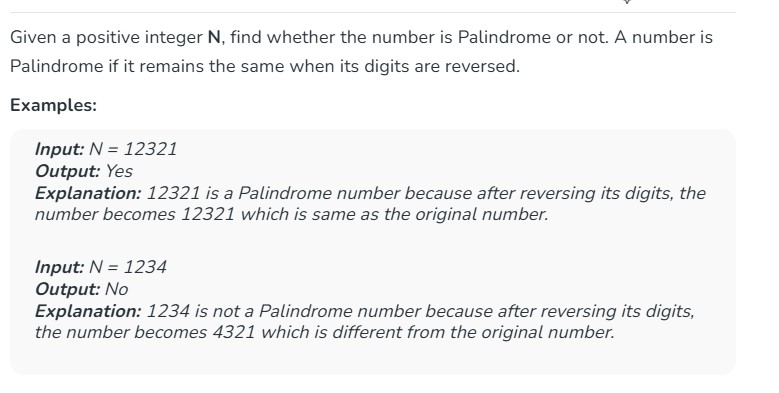 Given a positive integer N, find whether the number is Palindrome or not. A number is
Palindrome if it remains the same when its digits are reversed.
Examples:
Input: N = 12321
Output: Yes
Explanation: 12321 is a Palindrome number because after reversing its digits, the
number becomes 12321 which is same as the original number.
Input: N = 1234
Output: No
Explanation: 1234 is not a Palindrome number because after reversing its digits,
the number becomes 4321 which is different from the original number.